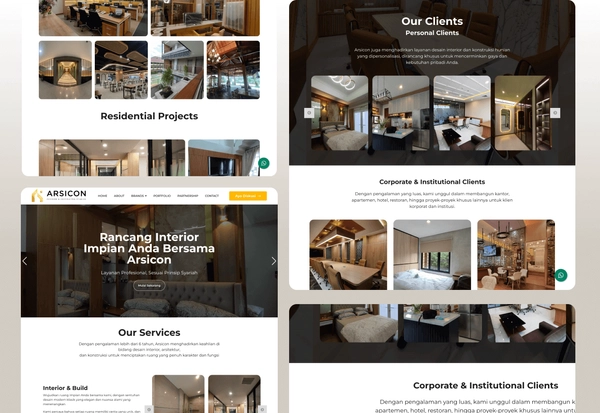 Residential Projects
ARSICON
HOME
ABOUT
BRANDS
PORTFOLIO
PARTNERSHIP
CONTACT
Rancang Interior
Impian Anda Bersama
Arsicon
Layanan Profesional, Sesuai Prinsip Syariah
Mulai Sekarang
Our Services
Dengan pengalaman lebih dari 8 tahun, Arsicon menghadirkan keahlian di
bidang desain interior, arsitektur,
dan konstruksi untuk menciptakan ruang yang penuh karakter dan fungsi.
Interior & Build
Our Clients
Personal Clients
Arsicon juga menghadirkan layanan desain interior dan konstruksi hunian
yang dipersonalisasi, dirancang khusus untuk mencerminkan gaya dan
kebutuhan pribadi Anda.
Corporate & Institutional Clients
Dengan pengalaman yang luas, kami unggul dalam membangun kantor,
apartemen, hotel, restoran, hingga proyek-proyek khusus lainnya untuk klien
korporat dan institusi.
Corporate & Institutional Clients
Dengan pengalaman yang luas, kami unggul dalam membangun k
apartemen, hotel, restoran, hingga proyek-proyek khusus lainnya unt